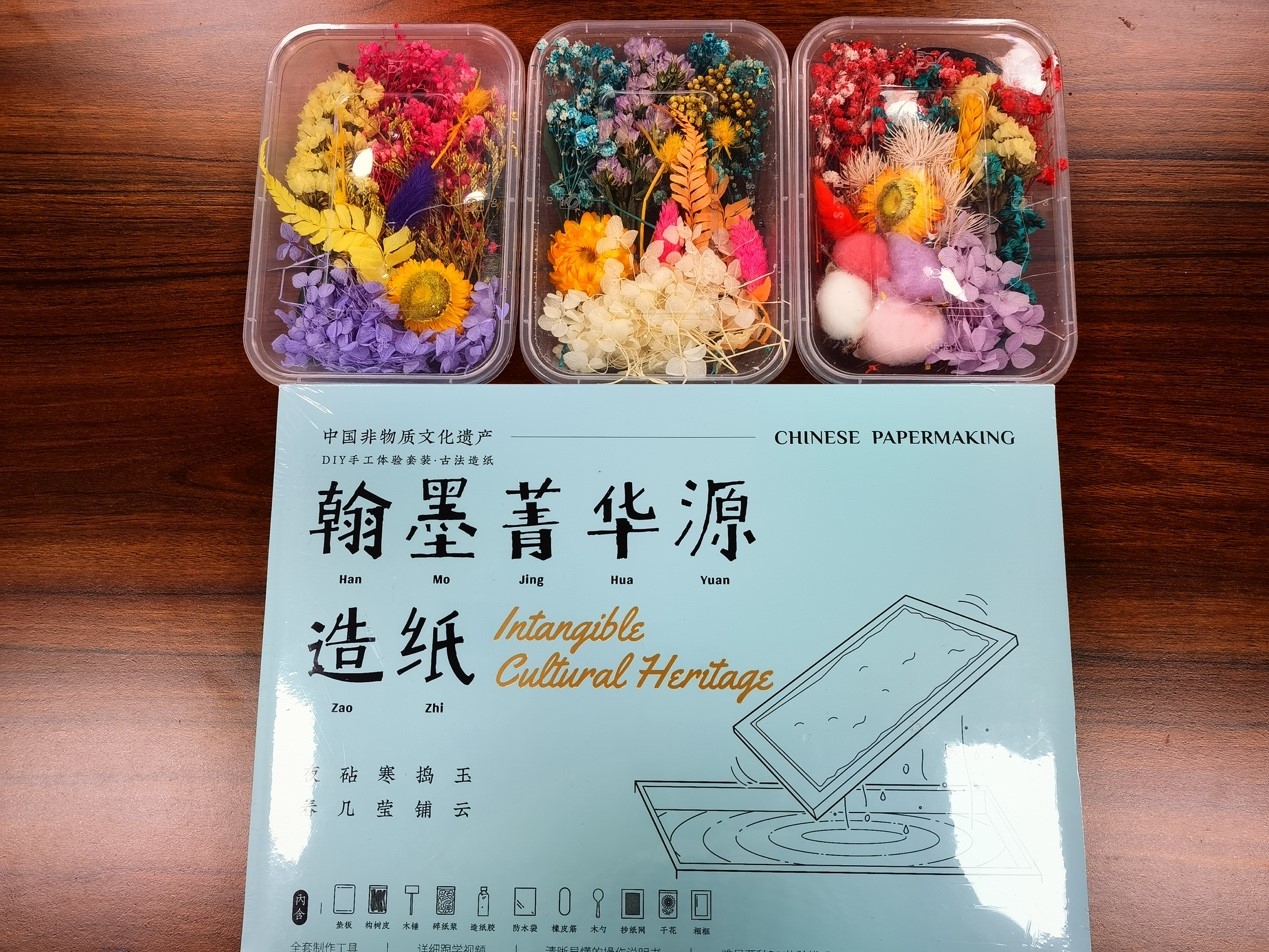 中国非物质文化遗产
CHINESE PAPERMAKING
DIY手工体验套装·古法造纸
翰墨菁华源
Han Mo Jing Hua Yuan
造纸
Intangible
Cultural Heritage
Zao Zhi
砧寒捣玉
几莹铺云
内含
垫板 构树皮 木锤 碎纸浆 造纸胶 防水袋 橡皮筋 木勺 抄纸网 干花 相框
全套制作工具 | 详细跟学视频 |